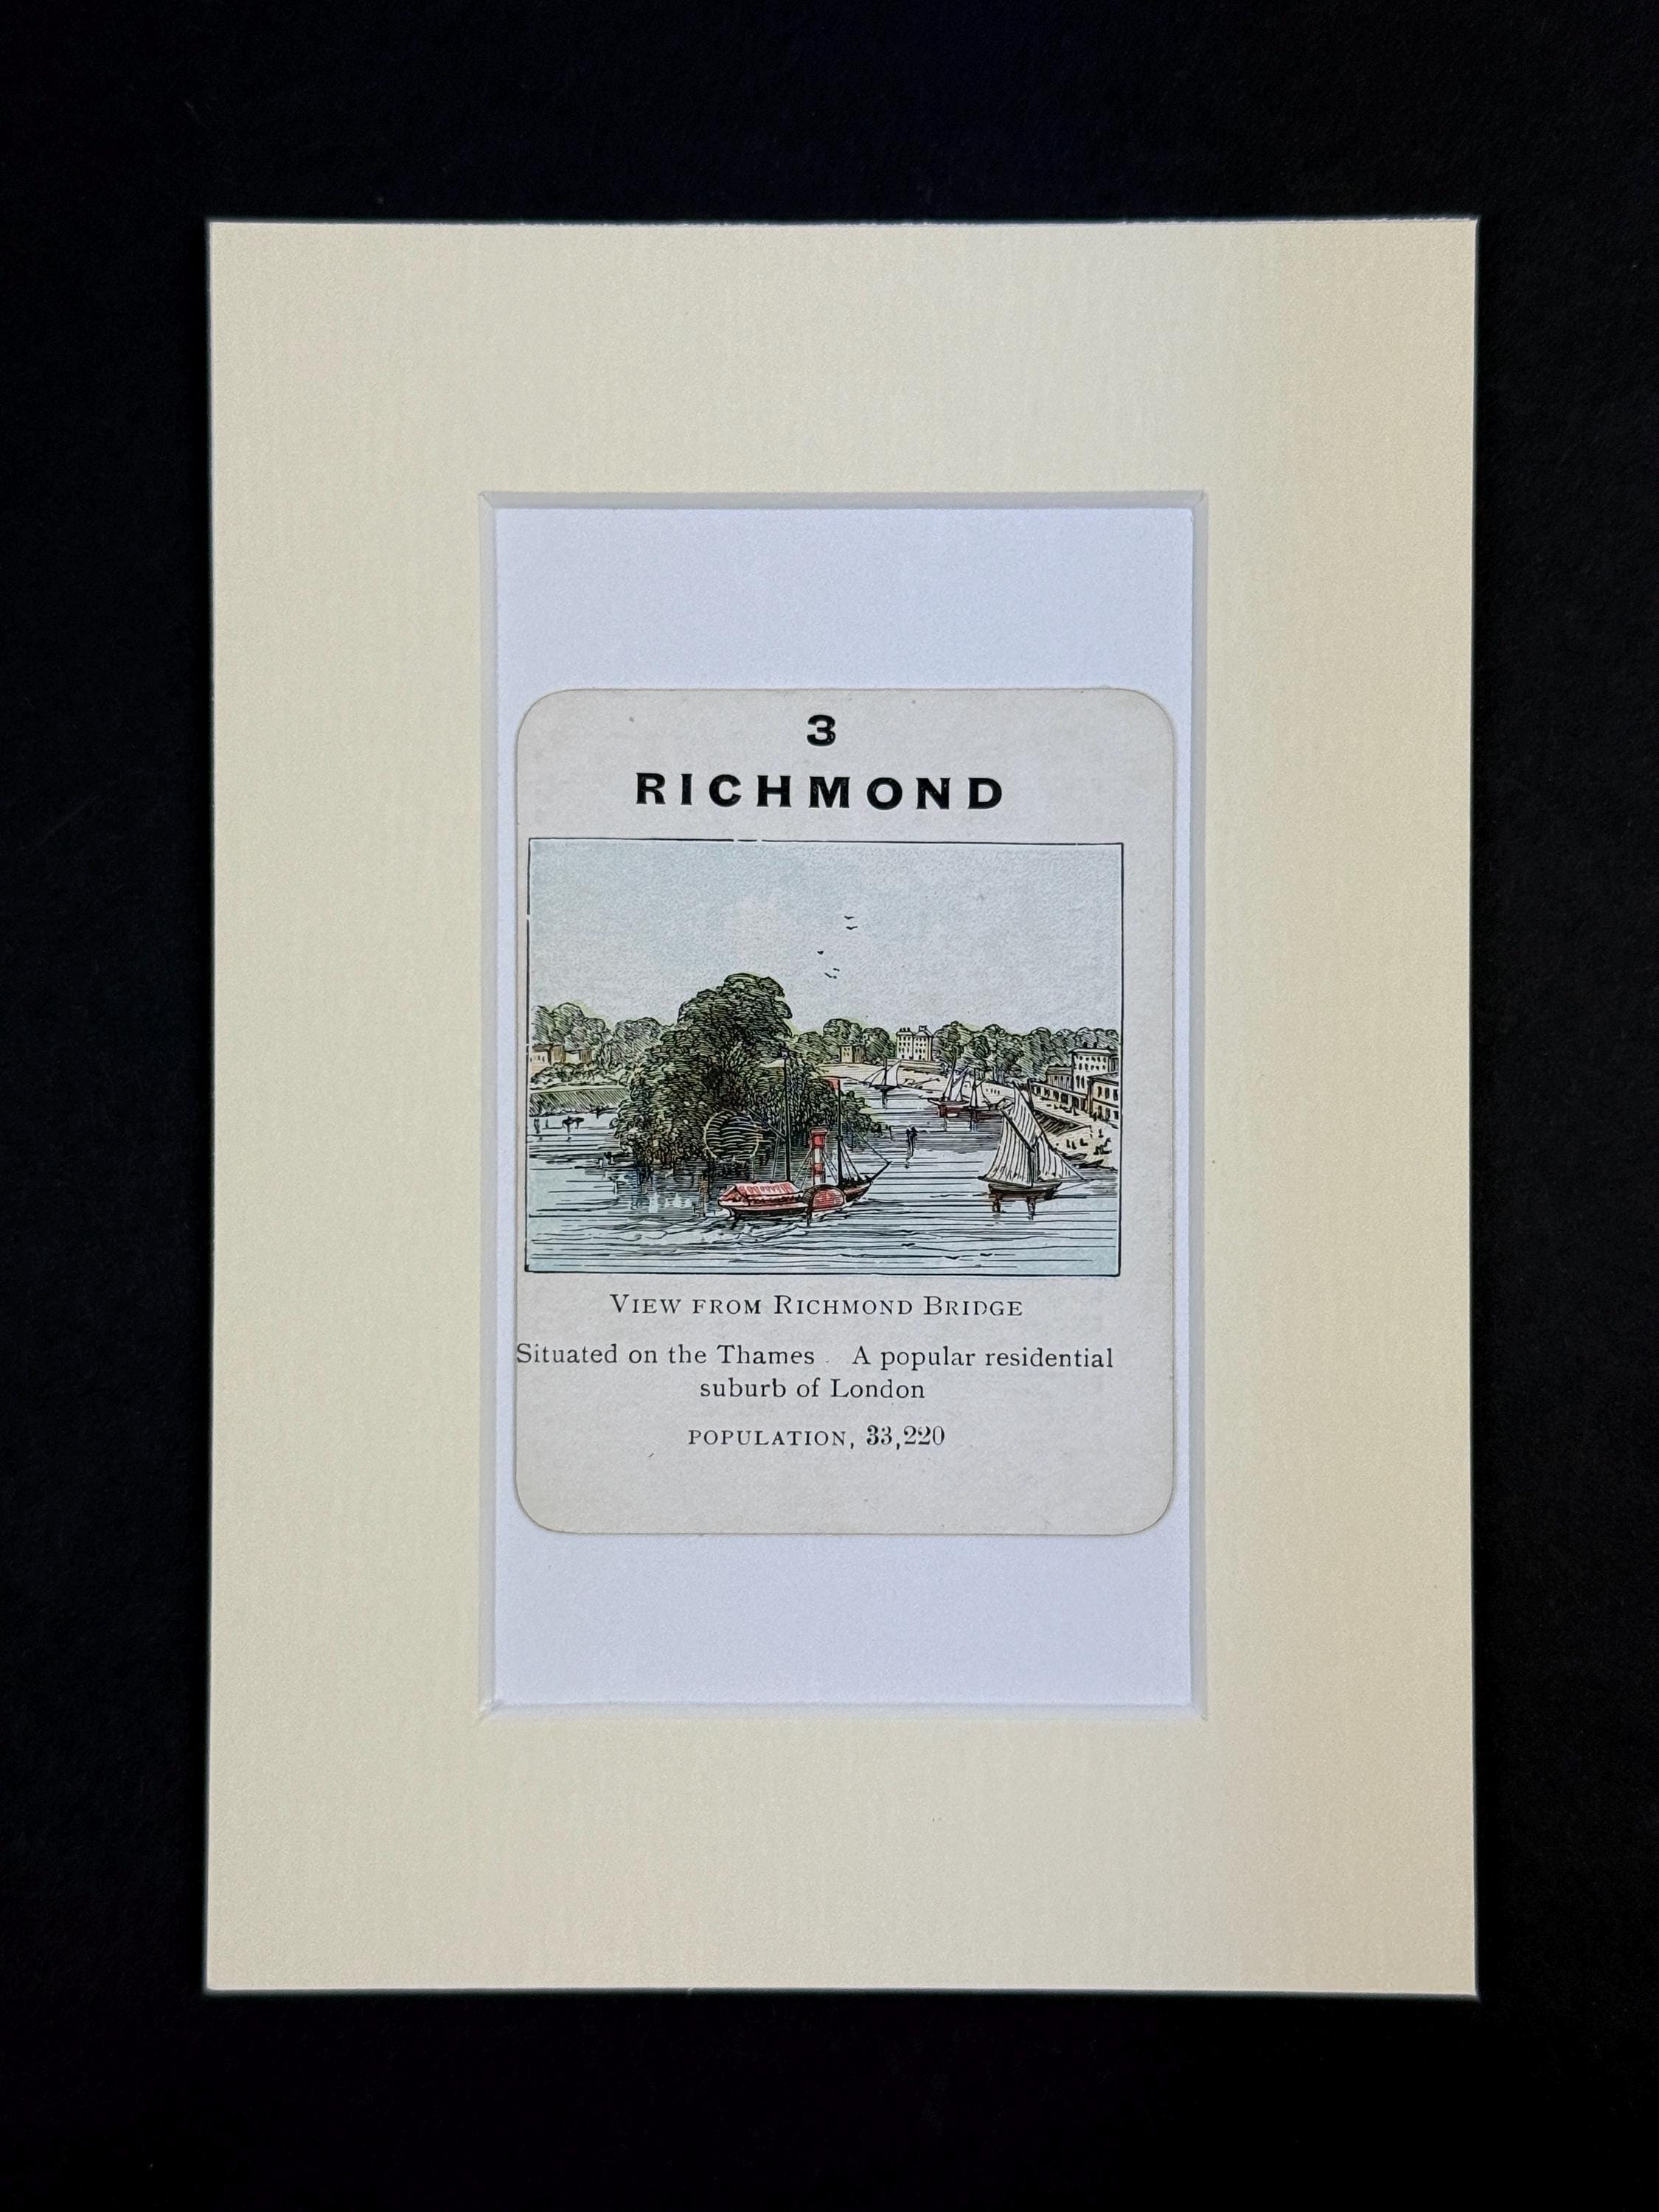 3
RICHMOND
VIEW FROM RICHMOND BRIDGE
Situated on the Thames . A popular residential
suburb of London
POPULATION, 33,220